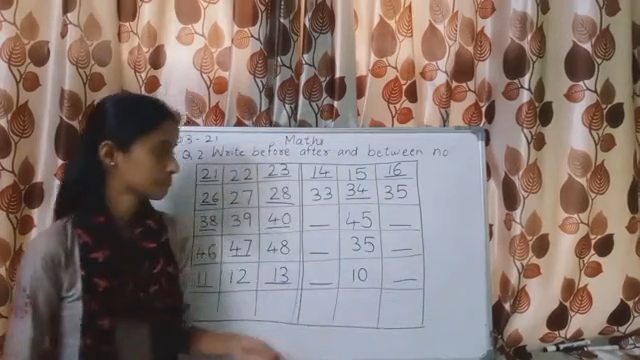 3-21 Maths
Q.2 Write before after and between no
21 22 23 14 15 16
26 27 28 33 34 35
38 39 40 _ 45 _
46 47 48 _ 35 _
11 12 13 _ 10 _